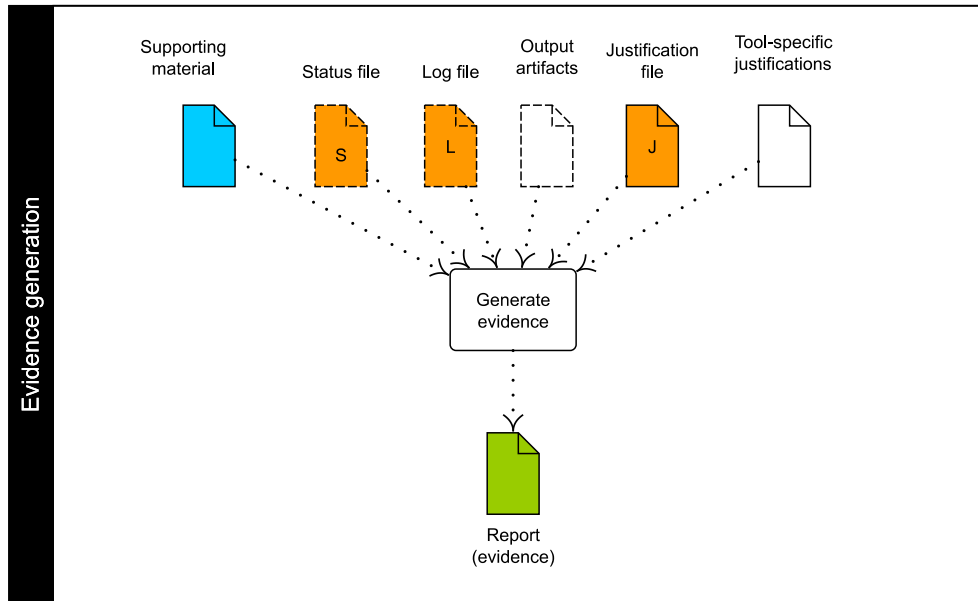 Supporting
material
Status file
Log file
Output
artifacts
Justification
file
Tool-specific
justifications
S
L
J
Generate
evidence
Report
(evidence)
Evidence generation